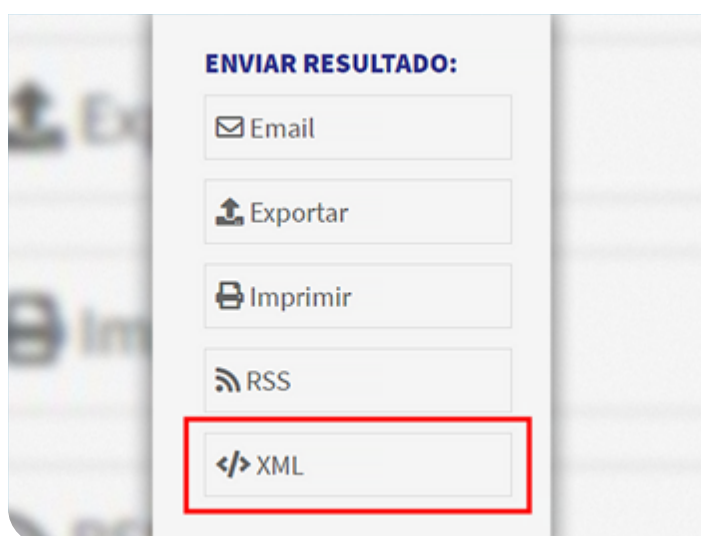 ENVIAR RESULTADO:
Email
Exportar
Imprimir
RSS
</> XML